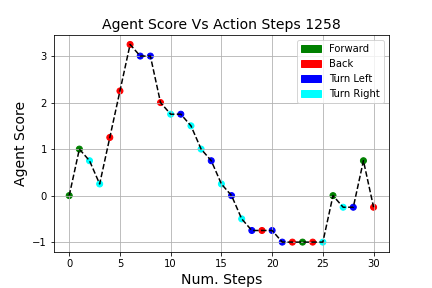 Agent Score Vs Action Steps 1258
Forward
Back
Turn Left
Turn Right
Agent Score
3
2
1
0
−1
0 5 10 15 20 25 30
Num. Steps